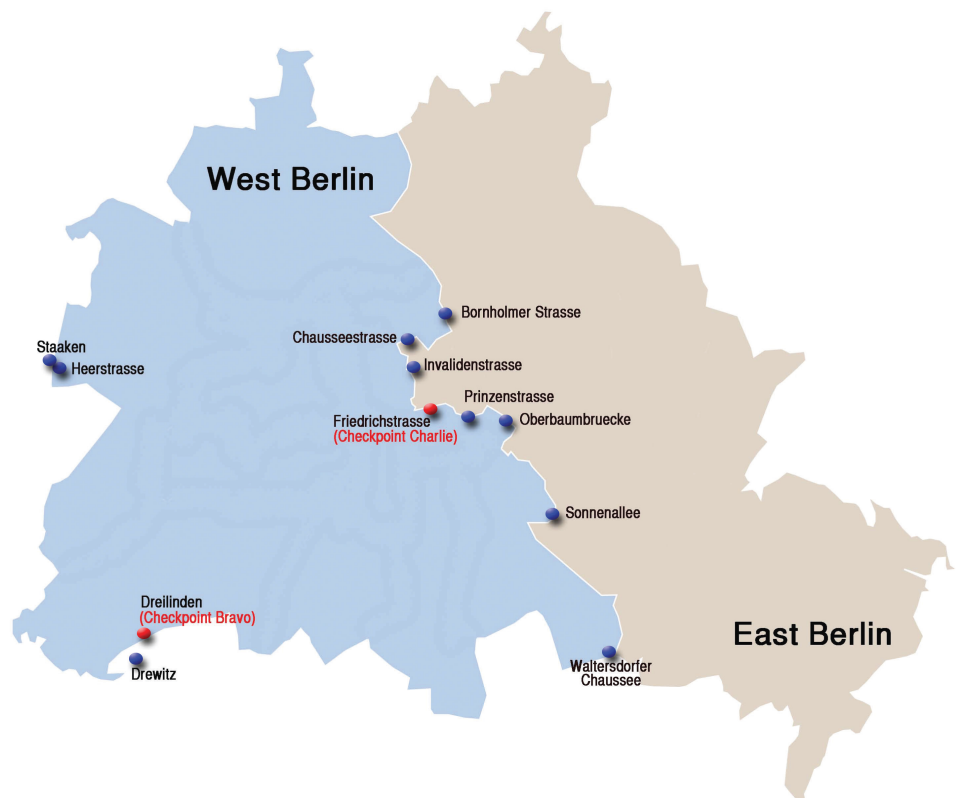 West Berlin
Bornholmer Strasse
Chausseestrasse
Staaken
Heerstrasse
Invalidenstrasse
Prinzenstrasse
Friedrichstrasse
(Checkpoint Charlie)
Oberbaumbruecke
Sonnenallee
Dreilinden
(Checkpoint Bravo)
East Berlin
Drewitz
Waltersdorfer
Chaussee